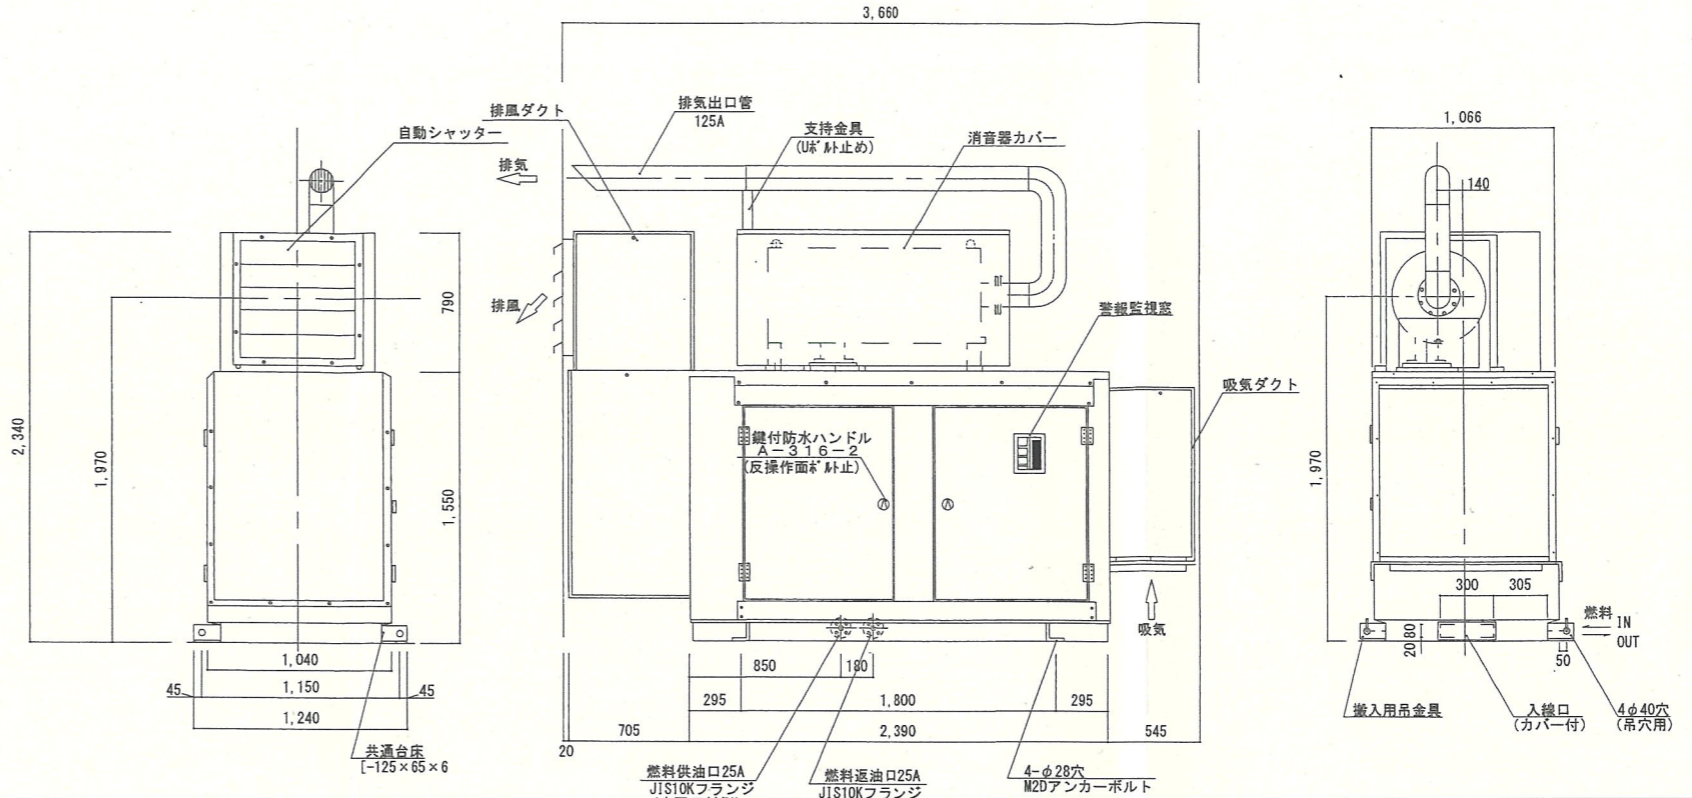 3,660
排気出口管
125A
排風ダクト
自動シャッター
支持金具
(Uボルト止め)
消音器カバー
排気
1,066
140
790
排風
警報監視窓
吸気ダクト
2,340
1,970
1,550
鍵付防水ハンドル
A-316-2
(反操作面ボルト止)
1,970
300
305
吸気
燃料
IN
OUT
20
80
50
1,040
45
1,150
45
1,240
850
180
295
1,800
295
705
2,390
545
20
共通台床
[-125×65×6
燃料供油口25A
JIS10Kフランジ
燃料返油口25A
JIS10Kフランジ
4-φ28穴
M20アンカーボルト
搬入用吊金具
入線口
(カバー付)
4φ40穴
(吊穴用)